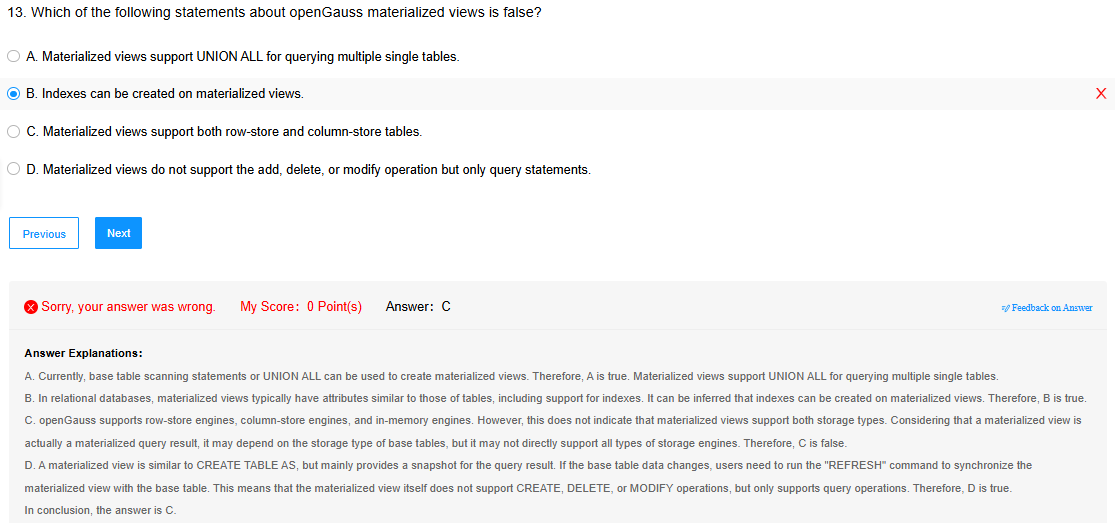 13. Which of the following statements about openGauss materialized views is false?
A. Materialized views support UNION ALL for querying multiple single tables.
B. Indexes can be created on materialized views.
C. Materialized views support both row-store and column-store tables.
D. Materialized views do not support the add, delete, or modify operation but only query statements.
Previous Next
Sorry, your answer was wrong. My Score: 0 Point(s) Answer: C Feedback on Answer
Answer Explanations:
A. Currently, base table scanning statements or UNION ALL can be used to create materialized views. Therefore, A is true. Materialized views support UNION ALL for querying multiple single tables.
B. In relational databases, materialized views typically have attributes similar to those of tables, including support for indexes. It can be inferred that indexes can be created on materialized views. Therefore, B is true.
C. openGauss supports row-store engines, column-store engines, and in-memory engines. However, this does not indicate that materialized views support both storage types. Considering that a materialized view is
actually a materialized query result, it may depend on the storage type of base tables, but it may not directly support all types of storage engines. Therefore, C is false.
D. A materialized view is similar to CREATE TABLE AS, but mainly provides a snapshot for the query result. If the base table data changes, users need to run the "REFRESH" command to synchronize the
materialized view with the base table. This means that the materialized view itself does not support CREATE, DELETE, or MODIFY operations, but only supports query operations. Therefore, D is true.
In conclusion, the answer is C.